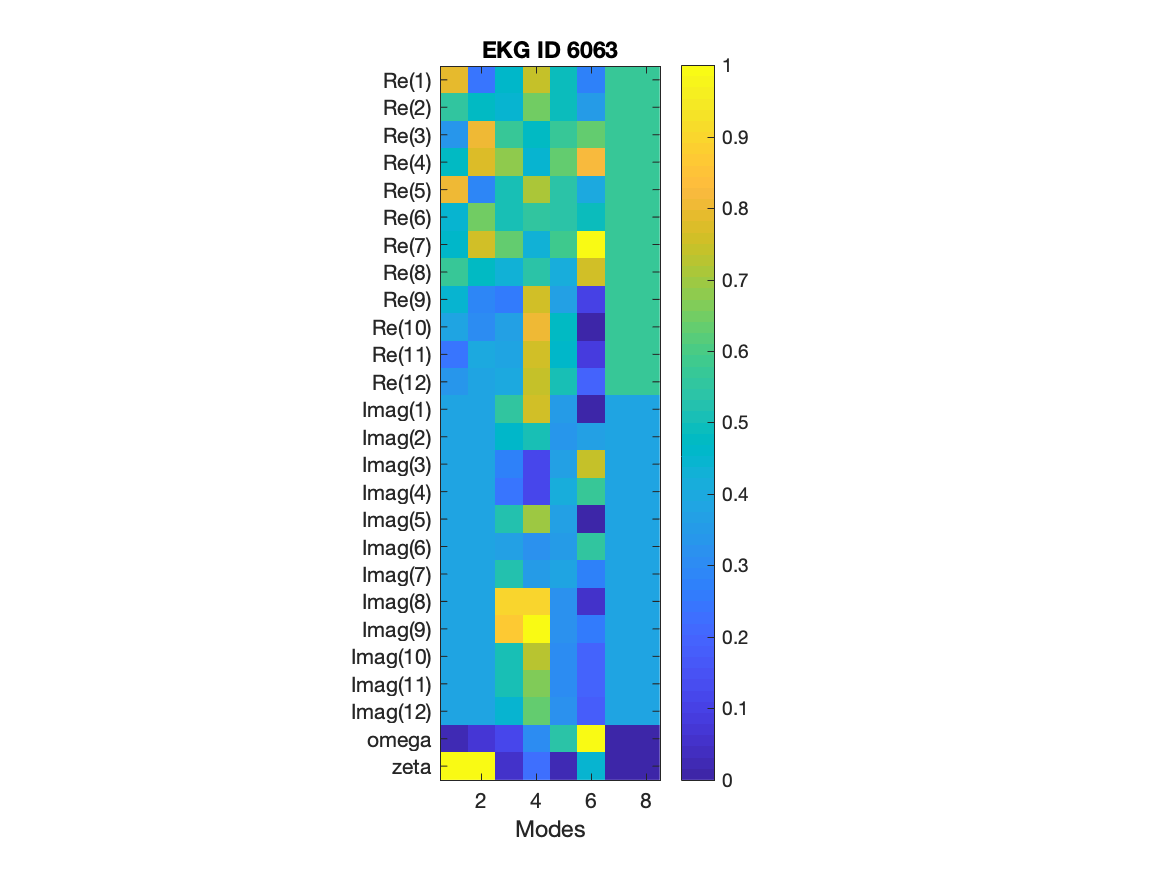 EKG ID 6063
Re(1)
Re(2)
Re(3)
Re(4)
Re(5)
Re(6)
Re(7)
Re(8)
Re(9)
Re(10)
Re(11)
Re(12)
Imag(1)
Imag(2)
Imag(3)
Imag(4)
Imag(5)
Imag(6)
Imag(7)
Imag(8)
Imag(9)
Imag(10)
Imag(11)
Imag(12)
omega
zeta
2 4 6 8
Modes
1
0.9
0.8
0.7
0.6
0.5
0.4
0.3
0.2
0.1
0